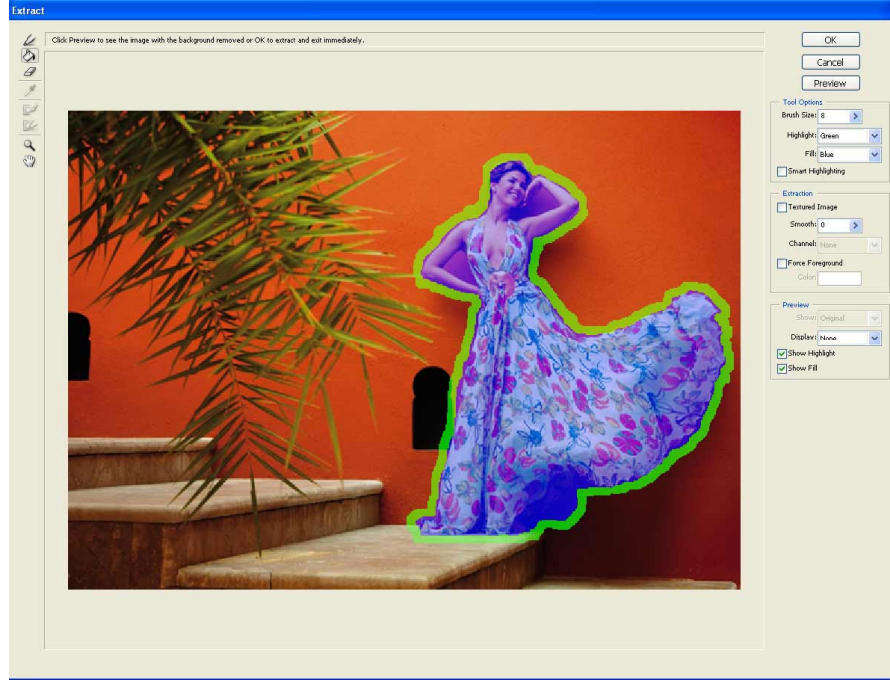 Extract
Click Preview to see the image with the background removed or OK to extract and exit immediately.
OK
Cancel
Preview
Tool Options
Brush Size: 8
Highlight: Green
Fill: Blue
Smart Highlighting
Extraction
Textured Image
Smooth: 0
Channel: None
Force Foreground
Color:
Preview
Show: Original
Display: None
Show Highlight
Show Fill